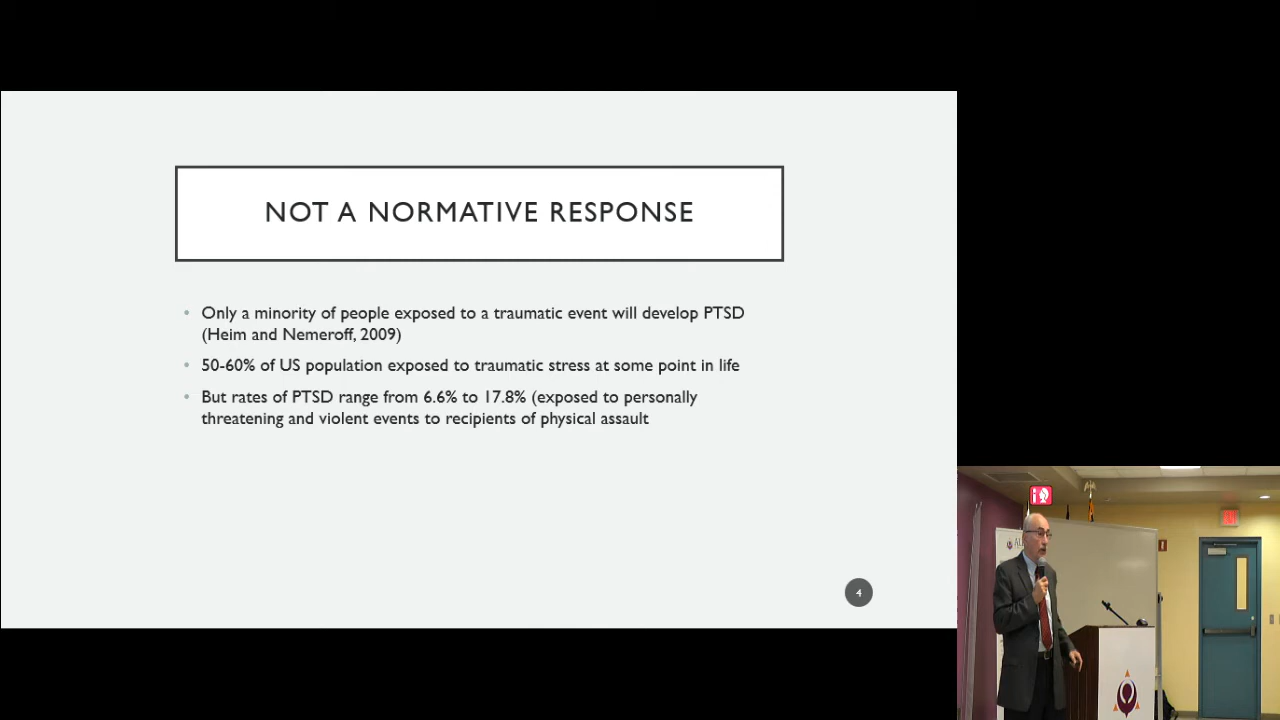 NOT A NORMATIVE RESPONSE
• Only a minority of people exposed to a traumatic event will develop PTSD
(Heim and Nemeroff, 2009)
• 50-60% of US population exposed to traumatic stress at some point in life
• But rates of PTSD range from 6.6% to 17.8% (exposed to personally
threatening and violent events to recipients of physical assault
4